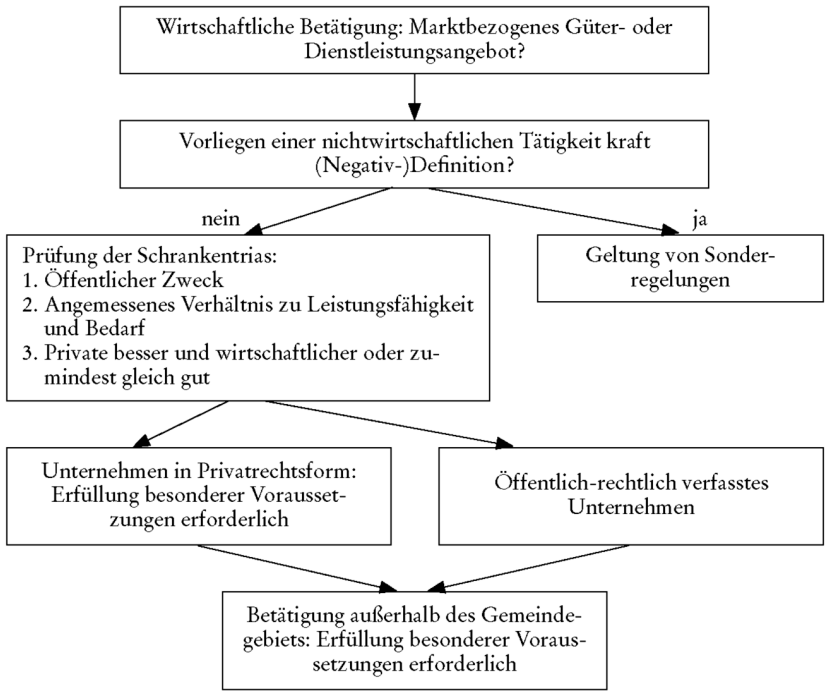 Wirtschaftliche Betätigung: Marktbezogenes Güter- oder
Dienstleistungsangebot?
Vorliegen einer nichtwirtschaftlichen Tätigkeit kraft
(Negativ-)Definition?
nein
ja
Prüfung der Schrankentrias:
1. Öffentlicher Zweck
2. Angemessenes Verhältnis zu Leistungsfähigkeit
und Bedarf
3. Private besser und wirtschaftlicher oder zu-
mindest gleich gut
Geltung von Sonder-
regelungen
Unternehmen in Privatrechtsform:
Erfüllung besonderer Vorausset-
zungen erforderlich
Öffentlich-rechtlich verfasstes
Unternehmen
Betätigung außerhalb des Gemeinde-
gebiets: Erfüllung besonderer Voraus-
setzungen erforderlich